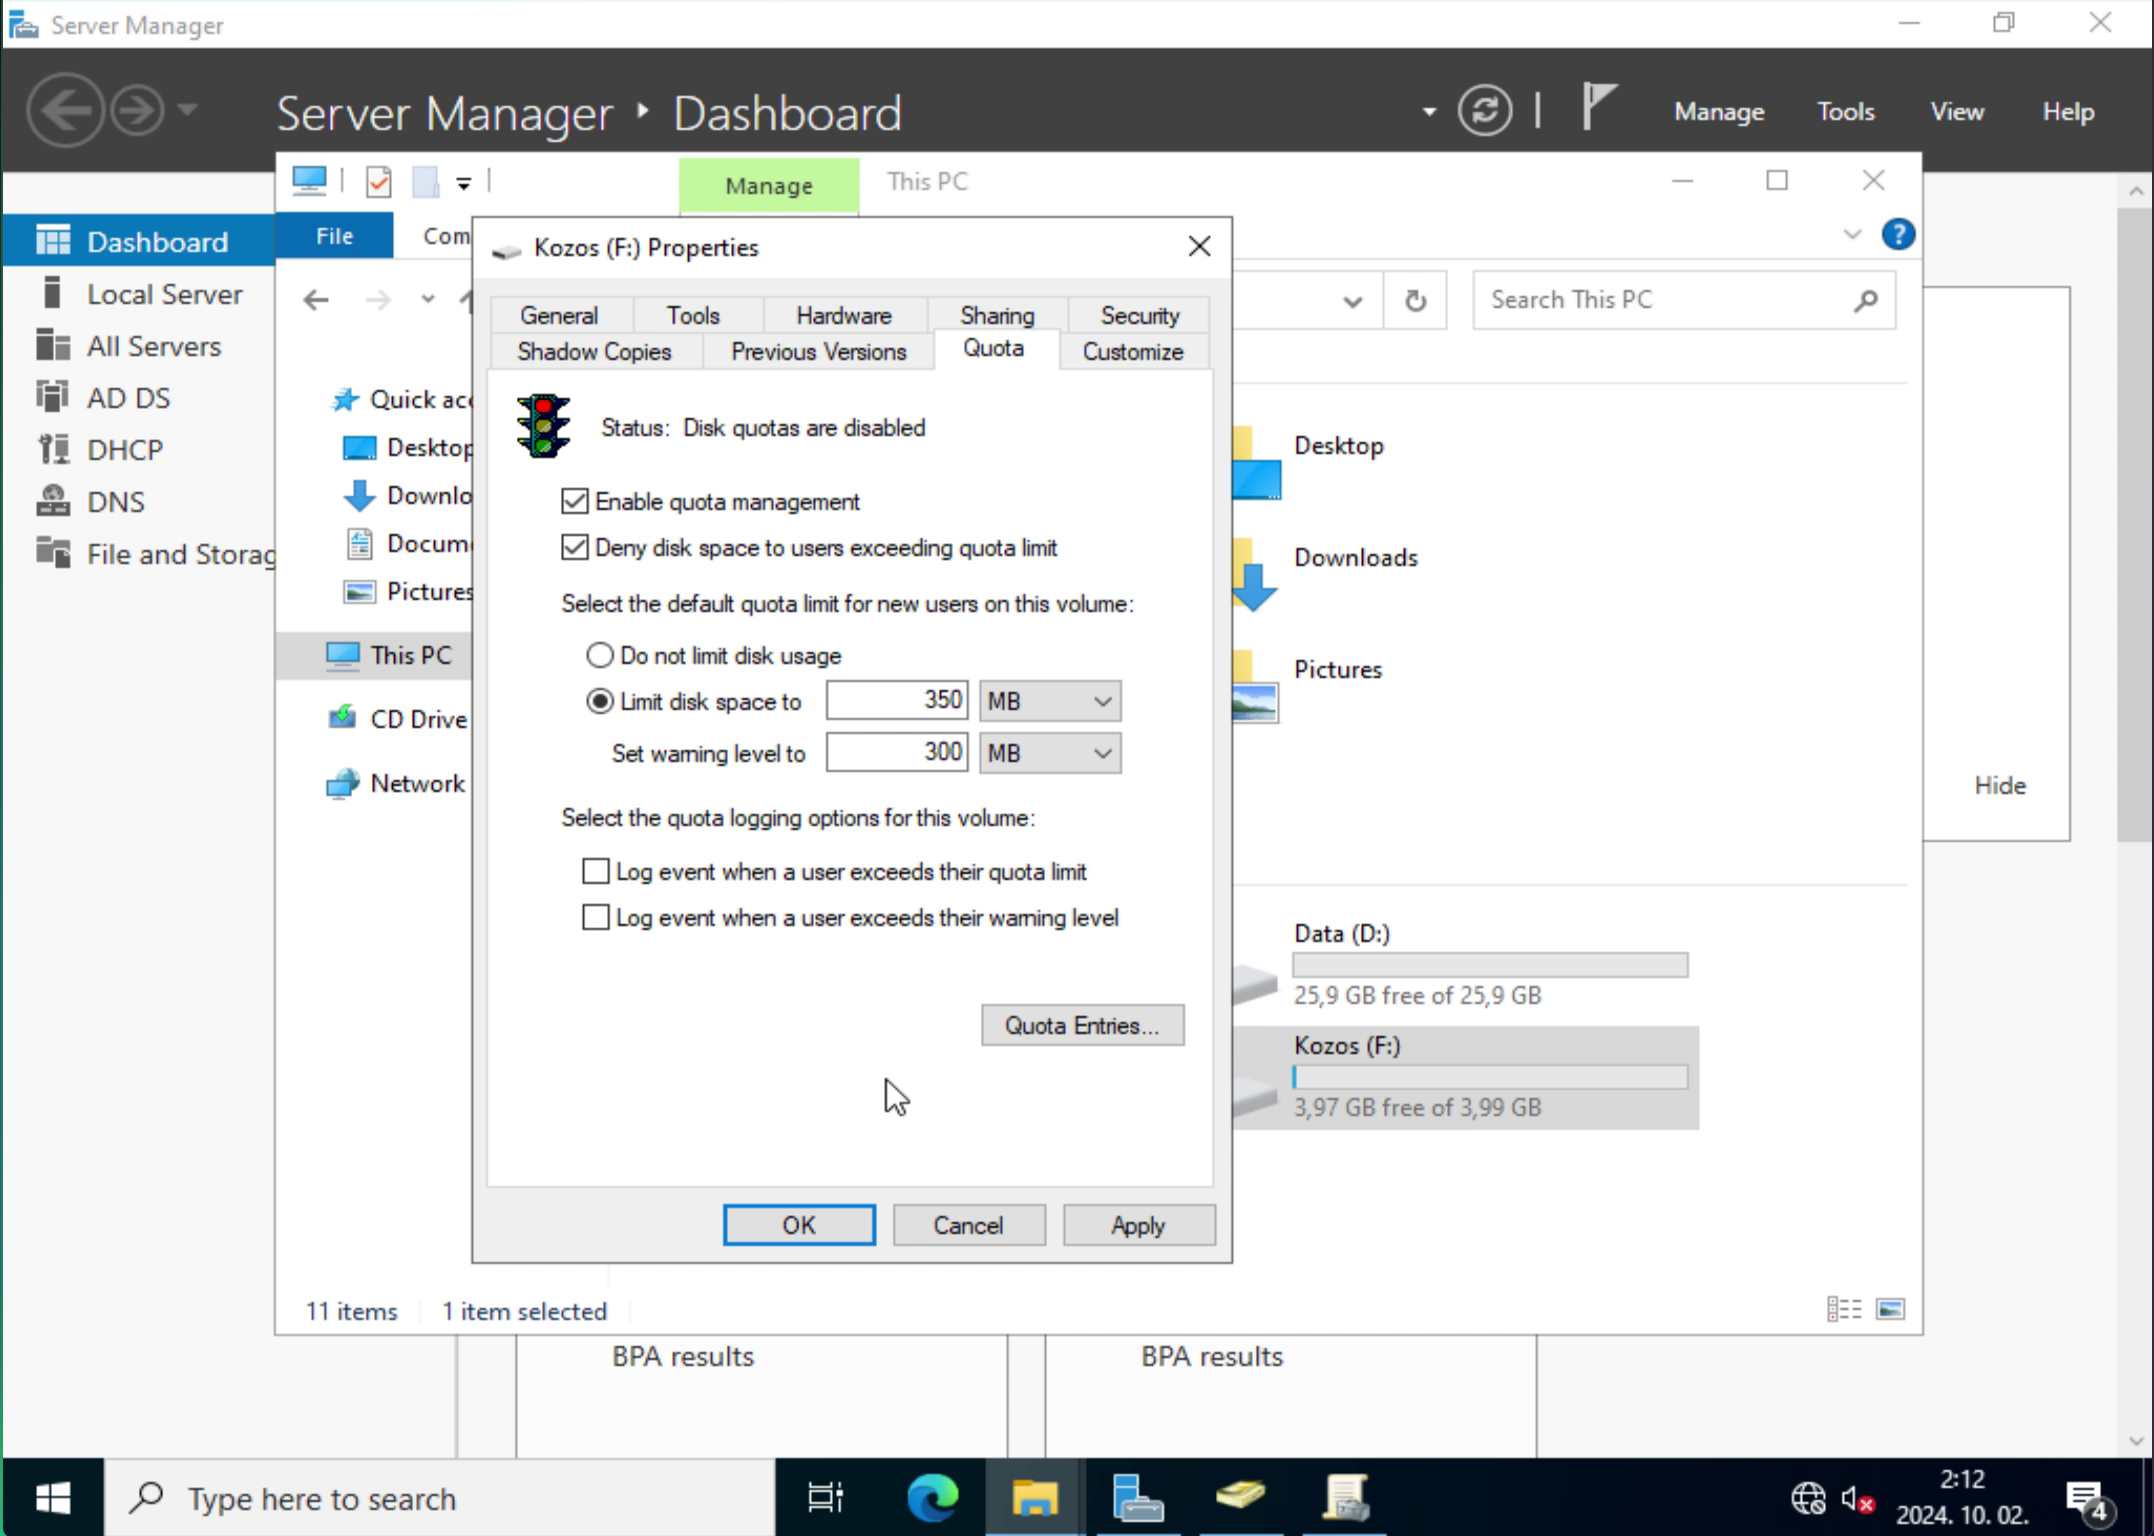 Server Manager
Server Manager Dashboard
Manage Tools View Help
Manage This PC
File Com
Kozos (F:) Properties
Search This PC
General Tools Hardware Sharing Security
Shadow Copies Previous Versions Quota Customize
Dashboard
Local Server
All Servers
AD DS
DHCP
DNS
File and Storag
Quick acc
Desktop
Downlo
Docum
Pictures
This PC
CD Drive
Network
Status: Disk quotas are disabled
Enable quota management
Deny disk space to users exceeding quota limit
Select the default quota limit for new users on this volume:
Do not limit disk usage
Limit disk space to 350 MB
Set warning level to 300 MB
Select the quota logging options for this volume:
Log event when a user exceeds their quota limit
Log event when a user exceeds their warning level
Quota Entries...
OK Cancel Apply
Desktop
Downloads
Pictures
Hide
Data (D:)
25,9 GB free of 25,9 GB
Kozos (F:)
3,97 GB free of 3,99 GB
11 items 1 item selected
BPA results BPA results
Type here to search
2:12
2024. 10. 02.
4